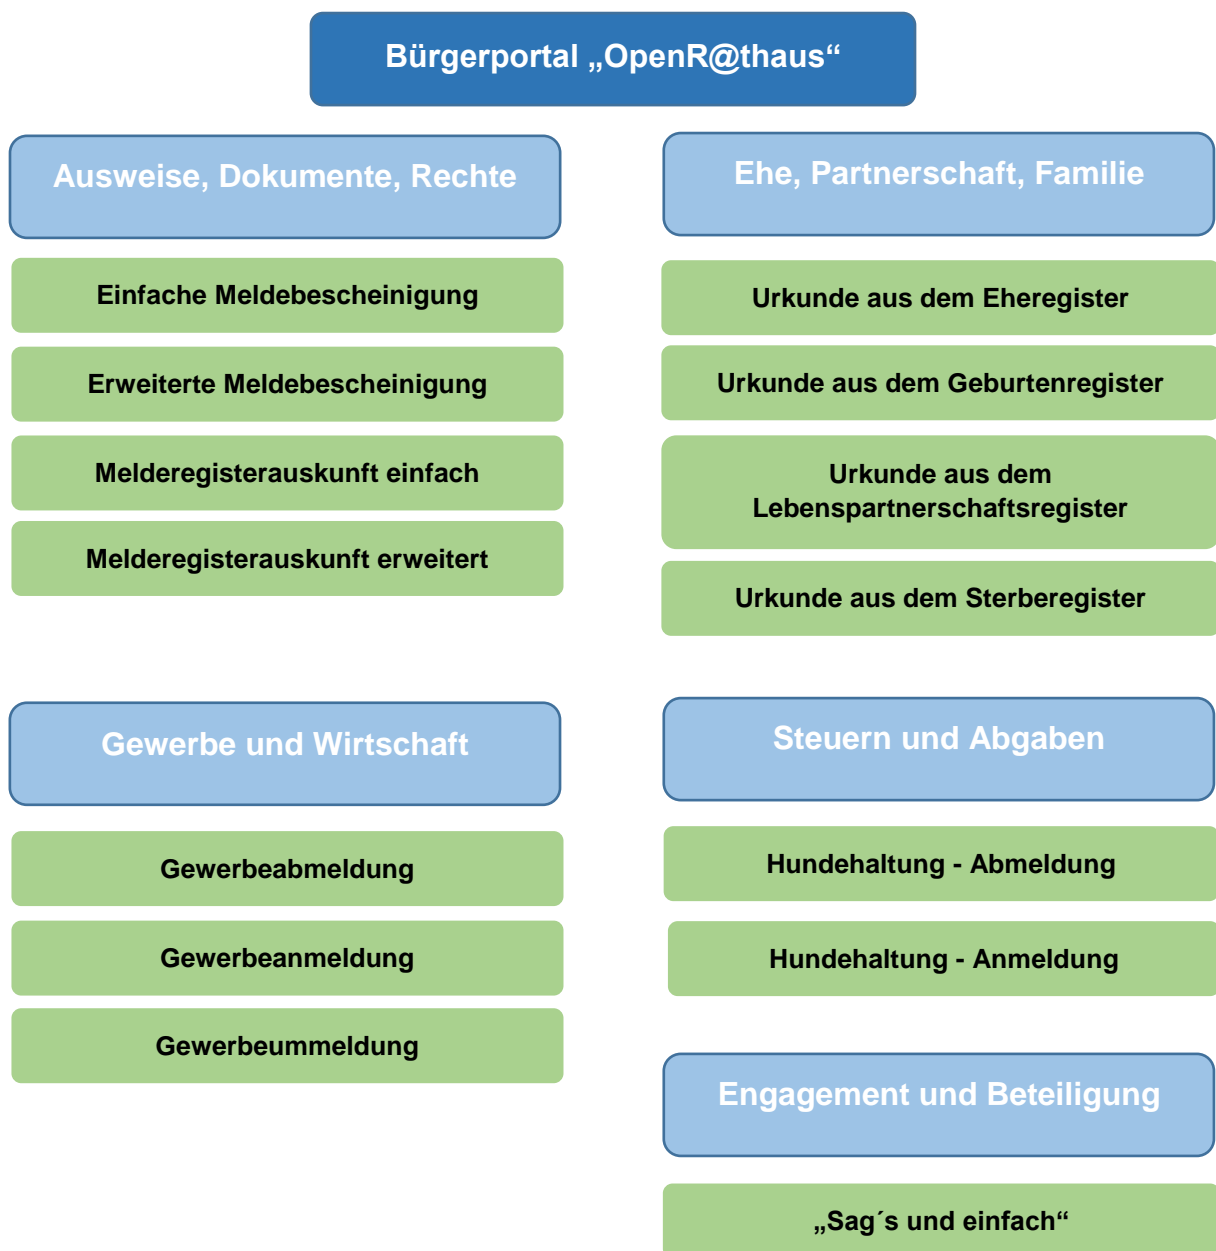 Bürgerportal „OpenR@thaus“
Ausweise, Dokumente, Rechte
Einfache Meldebescheinigung
Erweiterte Meldebescheinigung
Melderegisterauskunft einfach
Melderegisterauskunft erweitert
Ehe, Partnerschaft, Familie
Urkunde aus dem Eheregister
Urkunde aus dem Geburtenregister
Urkunde aus dem
Lebenspartnerschaftsregister
Urkunde aus dem Sterberegister
Gewerbe und Wirtschaft
Gewerbeabmeldung
Gewerbeanmeldung
Gewerbeummeldung
Steuern und Abgaben
Hundehaltung - Abmeldung
Hundehaltung - Anmeldung
Engagement und Beteiligung
„Sag´s und einfach“